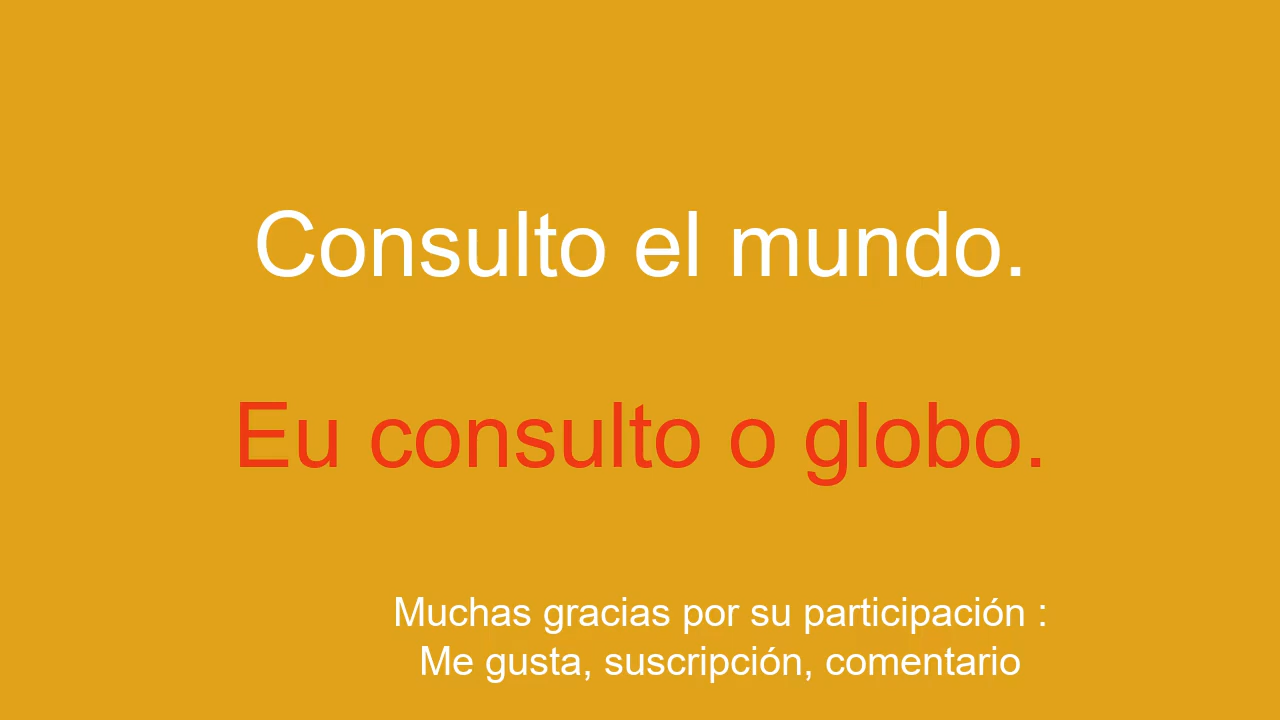 Consulto el mundo.
Eu consulto o globo.
Muchas gracias por su participación :
Me gusta, suscripción, comentario